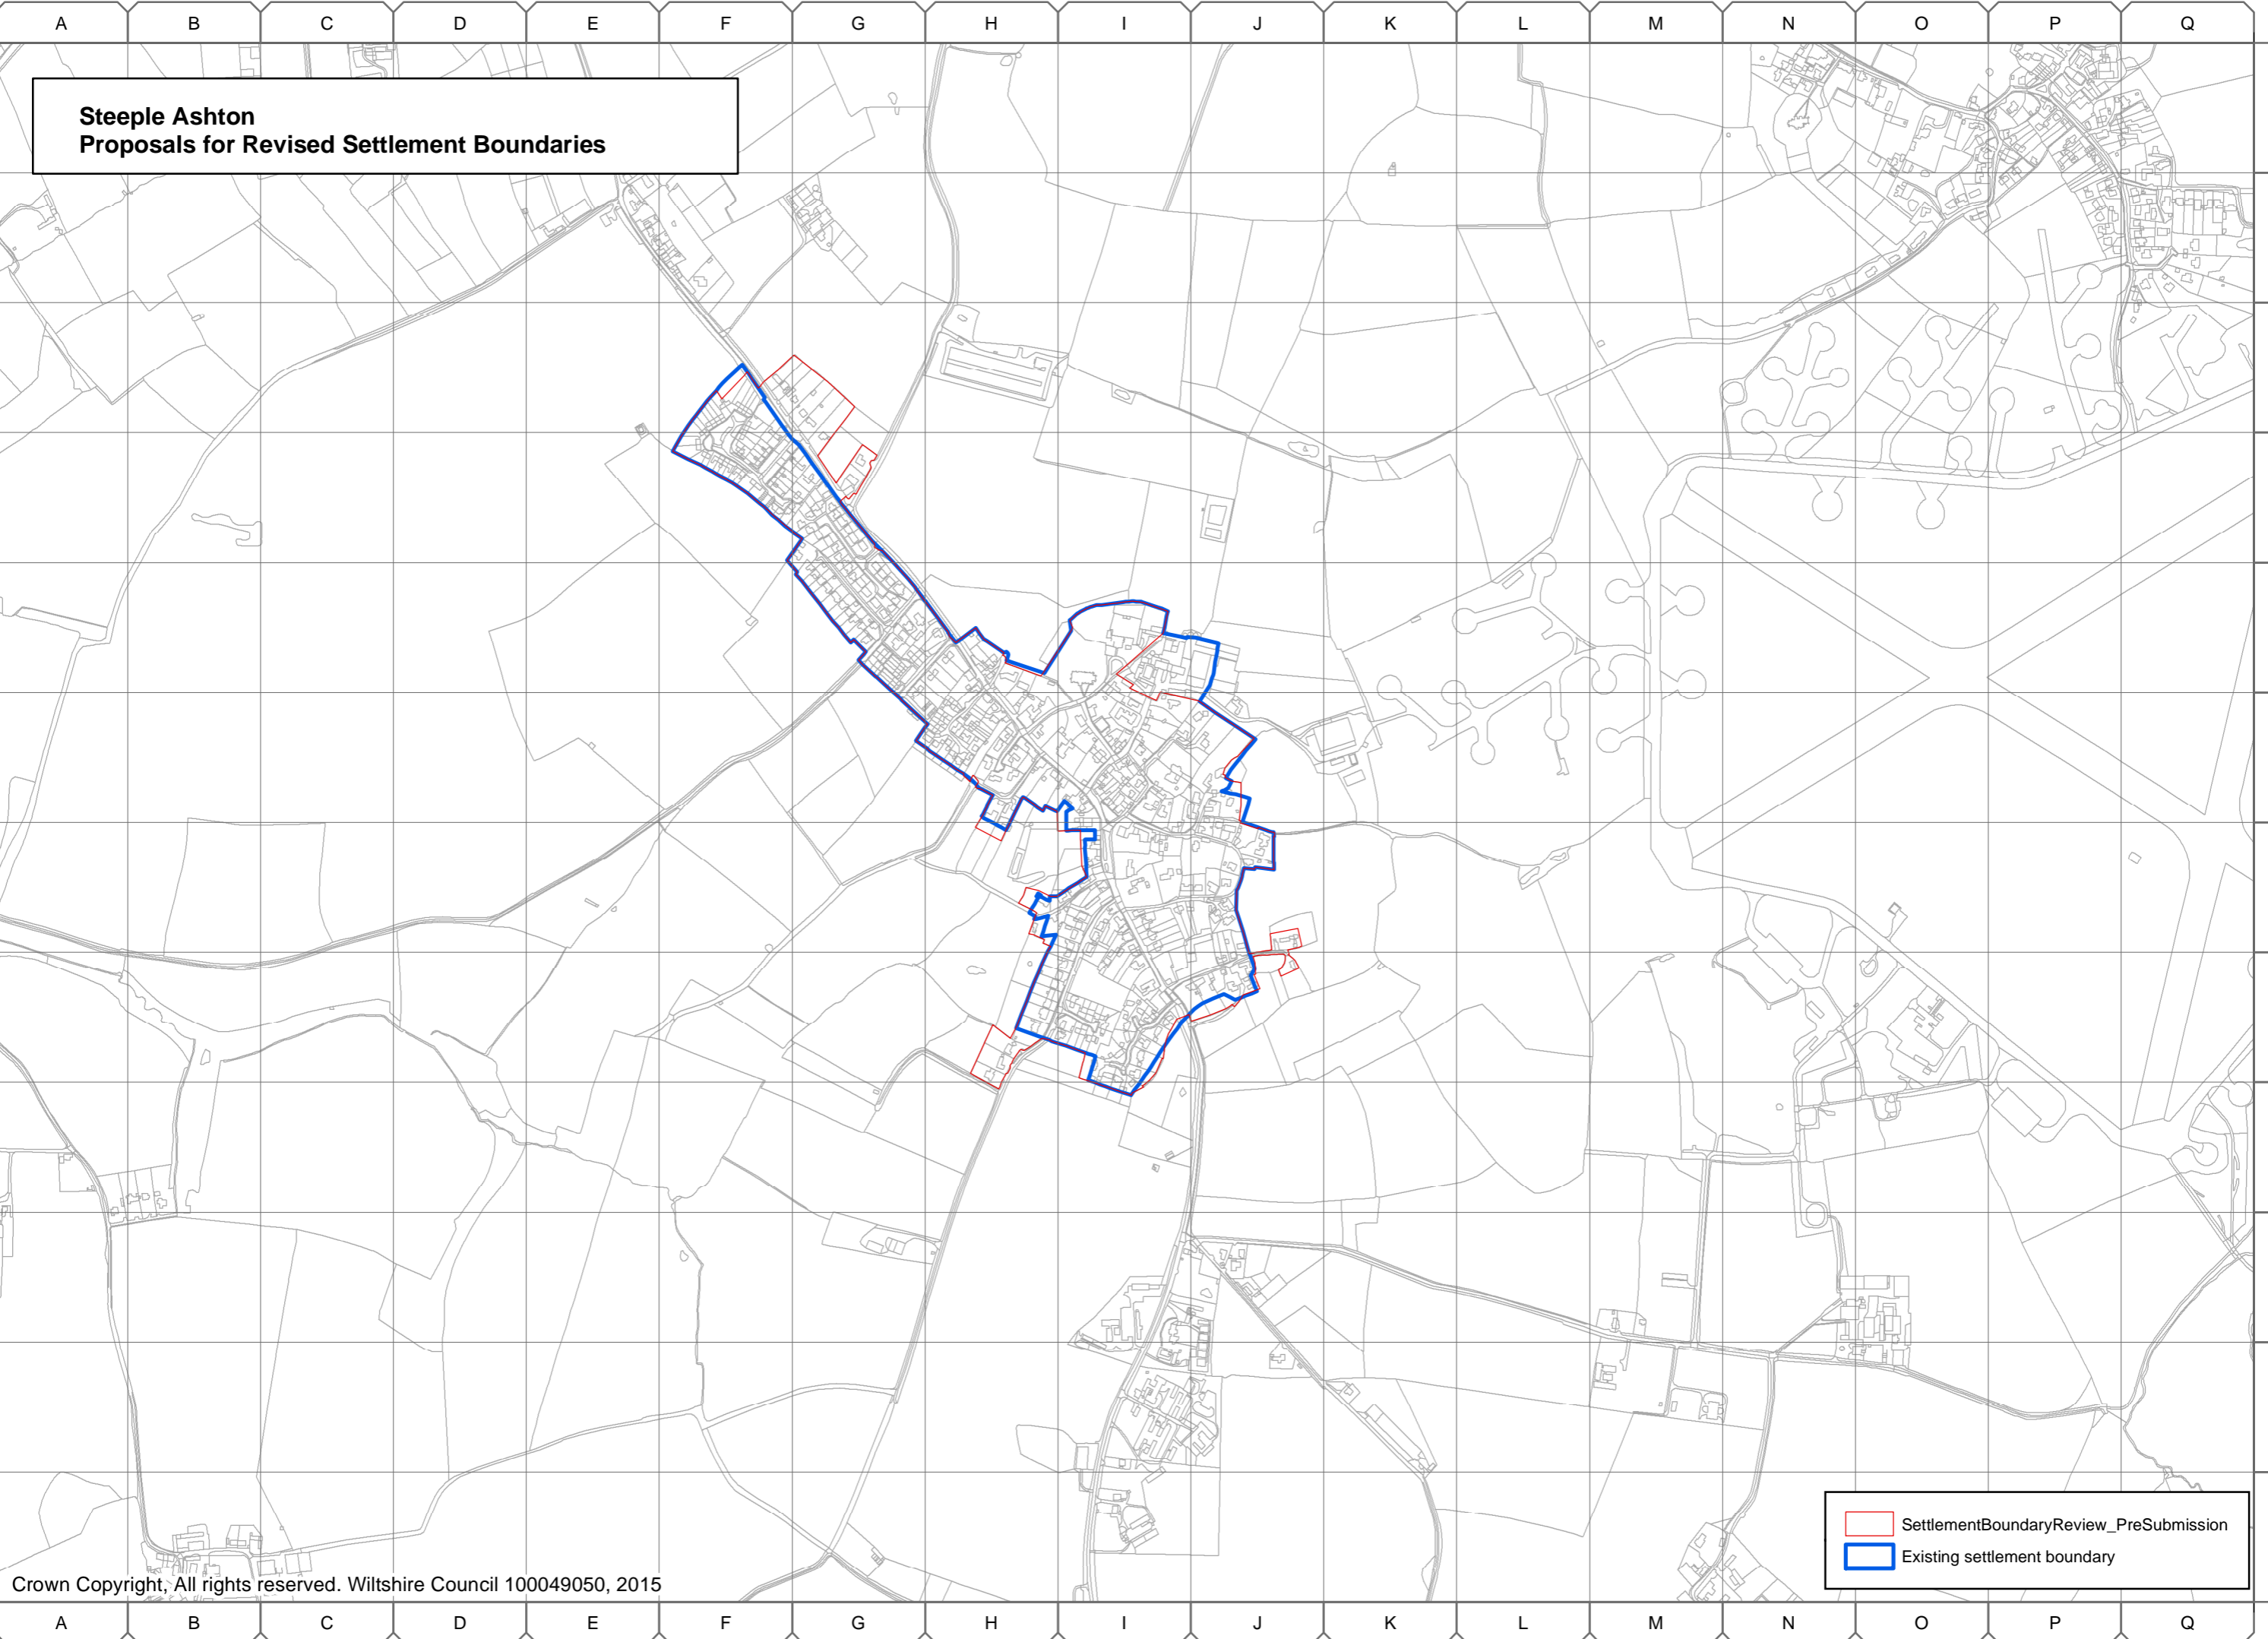 A B C D E F G H I J K L M N O P Q
Steeple Ashton
Proposals for Revised Settlement Boundaries
SettlementBoundaryReview_PreSubmission
Existing settlement boundary
Crown Copyright, All rights reserved. Wiltshire Council 100049050, 2015
A B C D E F G H I J K L M N O P Q